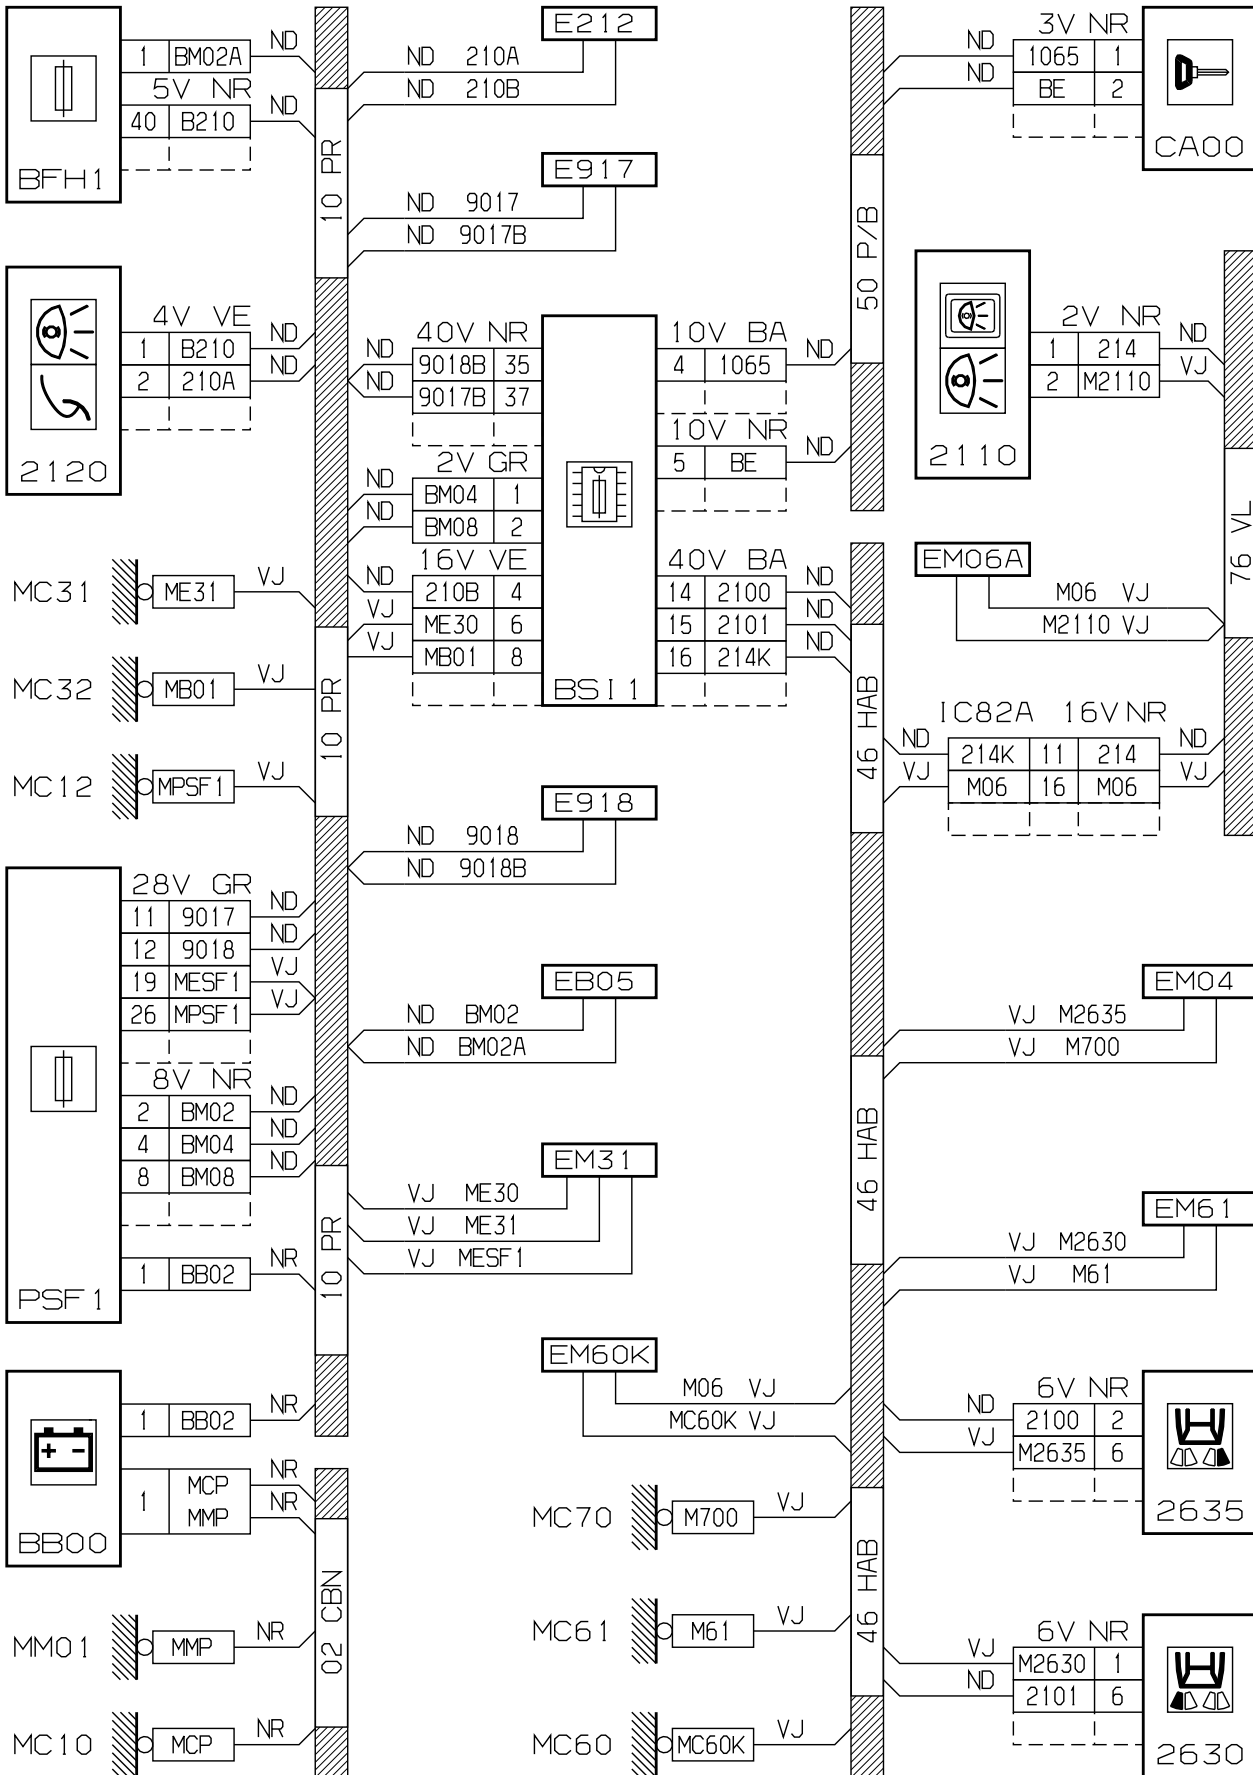 1 BM02A ND
5V NR
40 B210 ND
BFH1
10 PR
ND 210A
ND 210B
E212
ND 9017
ND 9017B
E917
3V NR
ND 1065 1
ND BE 2
CA00
50 P/B
4V VE
1 B210 ND
2 210A ND
2120
40V NR
ND 9018B 35
ND 9017B 37
2V GR
ND BM04 1
ND BM08 2
16V VE
ND 210B 4
VJ ME30 6
VJ MB01 8
BSI1
10V BA
4 1065 ND
10V NR
5 BE ND
40V BA
14 2100 ND
15 2101 ND
16 214K ND
2V NR
1 214 ND
2 M2110 VJ
2110
76 VL
EM06A
M06 VJ
M2110 VJ
MC31 ME31 VJ
MC32 MB01 VJ
MC12 MPSF1 VJ
10 PR
46 HAB
IC82A 16V NR
ND 214K 11 214 ND
VJ M06 16 M06 VJ
E918
ND 9018
ND 9018B
28V GR
11 9017 ND
12 9018 ND
19 MESF1 VJ
26 MPSF1 VJ
8V NR
2 BM02 ND
4 BM04 ND
8 BM08 ND
1 BB02 NR
PSF1
EB05
ND BM02
ND BM02A
EM04
VJ M2635
VJ M700
46 HAB
EM31
VJ ME30
VJ ME31
VJ MESF1
10 PR
EM61
VJ M2630
VJ M61
EM60K
M06 VJ
MC60K VJ
1 BB02 NR
1 MCP NR
MMP NR
BB00
6V NR
ND 2100 2
VJ M2635 6
2635
MC70 M700 VJ
MC61 M61 VJ
MC60 MC60K VJ
46 HAB
02 CBN
MM01 MMP NR
MC10 MCP NR
6V NR
VJ M2630 1
ND 2101 6
2630